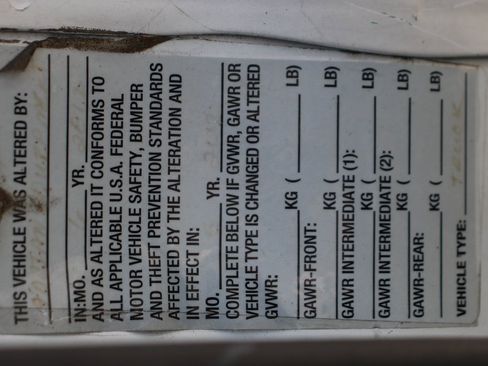 THIS VEHICLE WAS ALTERED BY:
IN:MO. YR.
AND AS ALTERED IT CONFORMS TO
ALL APPLICABLE U.S.A. FEDERAL
MOTOR VEHICLE SAFETY, BUMPER
AND THEFT PREVENTION STANDARDS
AFFECTED BY THE ALTERATION AND
IN EFFECT IN:
MO. YR.
COMPLETE BELOW IF GVWR, GAWR OR
VEHICLE TYPE IS CHANGED OR ALTERED
GVWR:
KG ( LB)
GAWR-FRONT:
KG ( LB)
GAWR INTERMEDIATE (1):
KG ( LB)
GAWR INTERMEDIATE (2):
KG ( LB)
GAWR-REAR:
KG ( LB)
VEHICLE TYPE: TRUCK